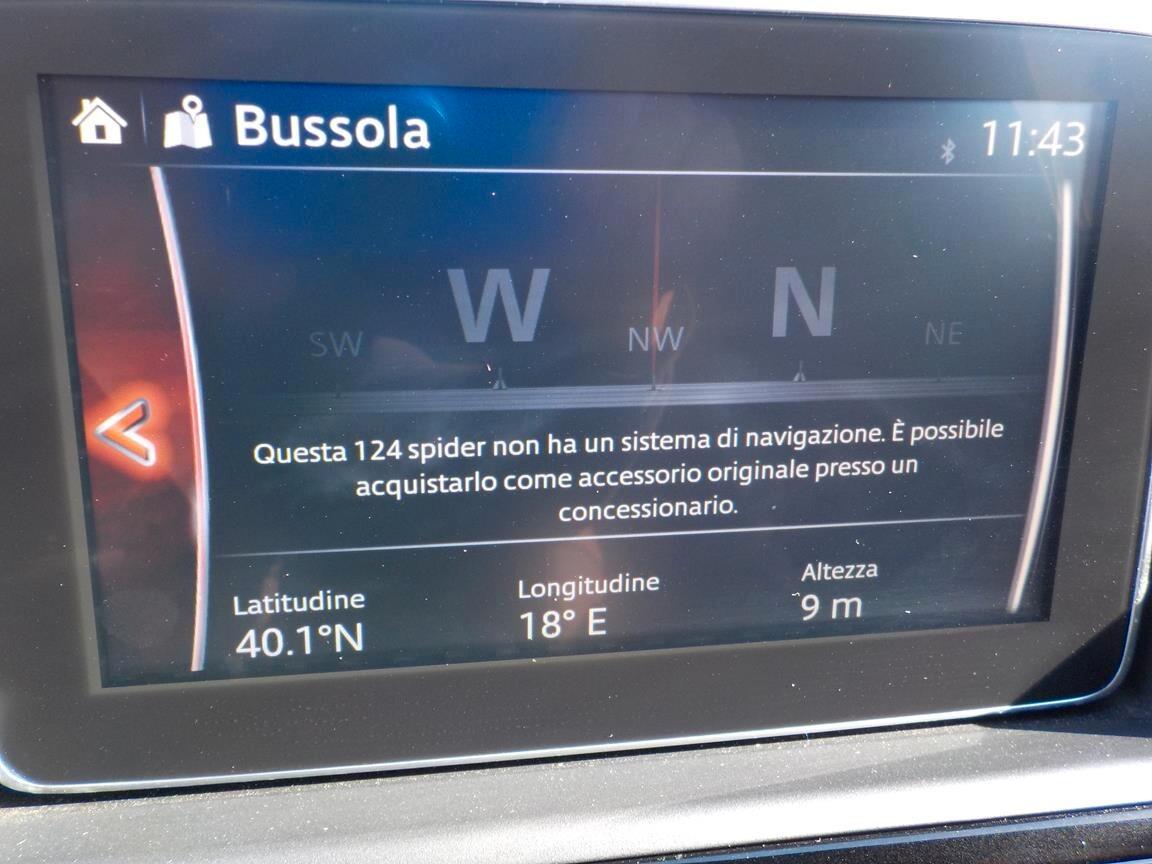 Bussola
11:43
SW W NW N NE
Questa 124 spider non ha un sistema di navigazione. È possibile
acquistarlo come accessorio originale presso un
concessionario.
Latitudine Longitudine Altezza
40.1°N 18° E 9 m